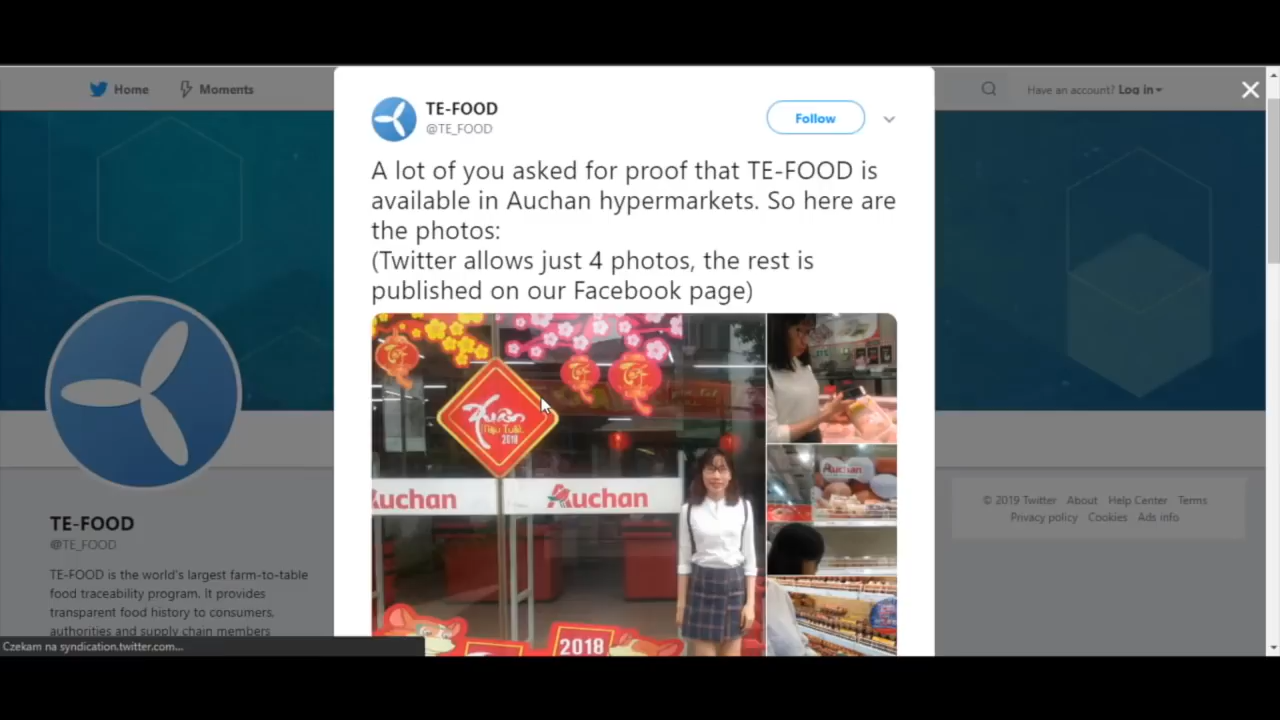 Home
Moments
Have an account? Log in
TE-FOOD
@TE_FOOD
Follow
A lot of you asked for proof that TE-FOOD is
available in Auchan hypermarkets. So here are
the photos:
(Twitter allows just 4 photos, the rest is
published on our Facebook page)
Xuân
Mậu Tuất
2018
Auchan
Auchan
Auchan
2018
TE-FOOD
@TE_FOOD
TE-FOOD is the world's largest farm-to-table
food traceability program. It provides
transparent food history to consumers,
authorities and supply chain members
© 2019 Twitter About Help Center Terms
Privacy policy Cookies Ads info
Czekam na syndication.twitter.com...